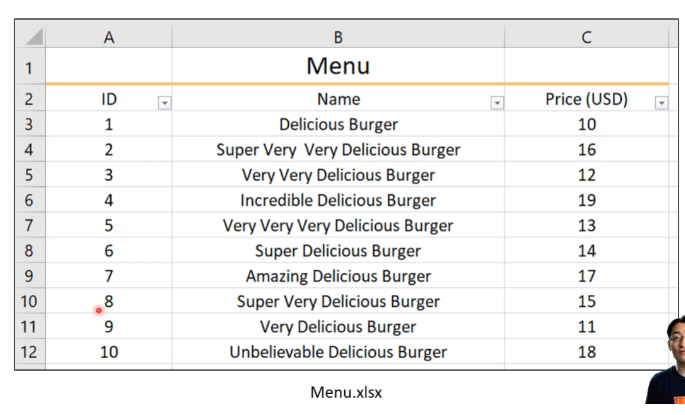 A B C
1 Menu
2 ID Name Price (USD)
3 1 Delicious Burger 10
4 2 Super Very  Very Delicious Burger 16
5 3 Very Very Delicious Burger 12
6 4 Incredible Delicious Burger 19
7 5 Very Very Very Delicious Burger 13
8 6 Super Delicious Burger 14
9 7 Amazing Delicious Burger 17
10 8 Super Very Delicious Burger 15
11 9 Very Delicious Burger 11
12 10 Unbelievable Delicious Burger 18
Menu.xlsx